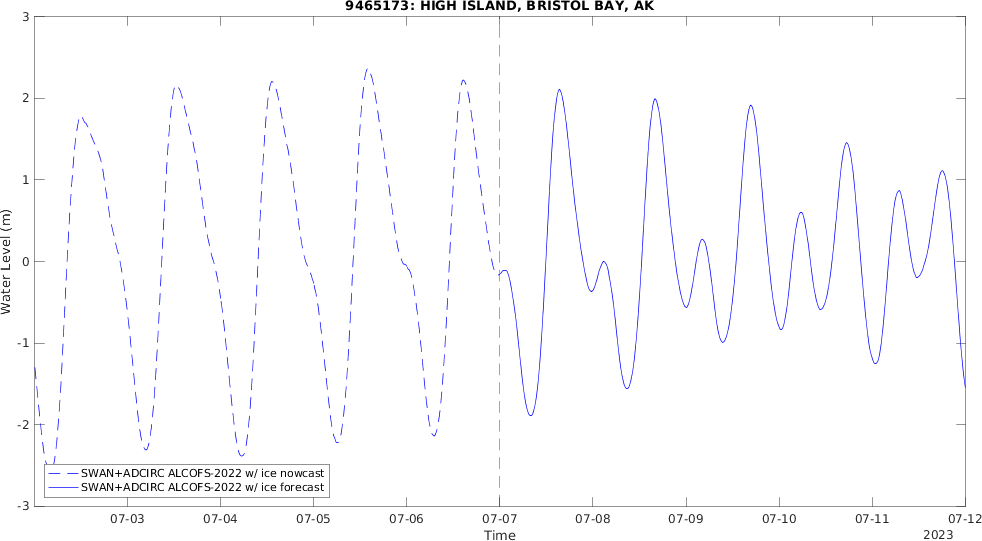 9465173: HIGH ISLAND, BRISTOL BAY, AK
3
2
1
0
-1
-2
-3
Water Level (m)
SWAN+ADCIRC ALCOFS-2022 w/ ice nowcast
SWAN+ADCIRC ALCOFS-2022 w/ ice forecast
07-03 07-04 07-05 07-06 07-07 07-08 07-09 07-10 07-11 07-12
Time
2023